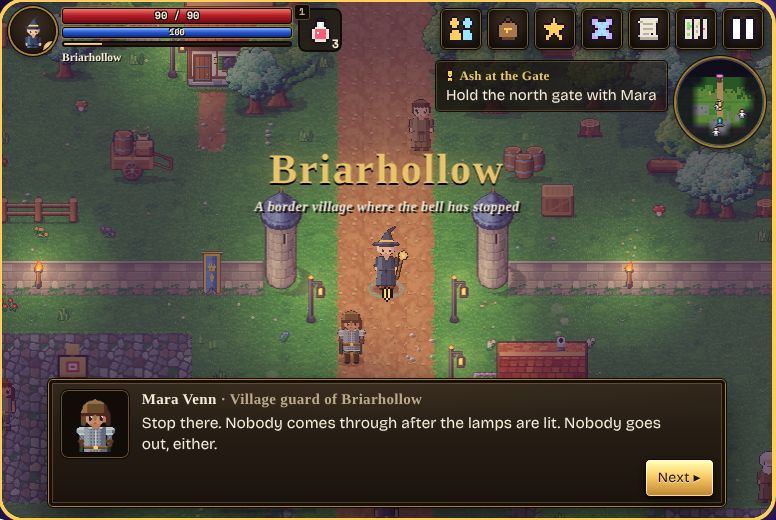 90 / 90
100
Briarhollow
1
3
Ash at the Gate
Hold the north gate with Mara
Briarhollow
A border village where the bell has stopped
Mara Venn · Village guard of Briarhollow
Stop there. Nobody comes through after the lamps are lit. Nobody goes
out, either.
Next ▸